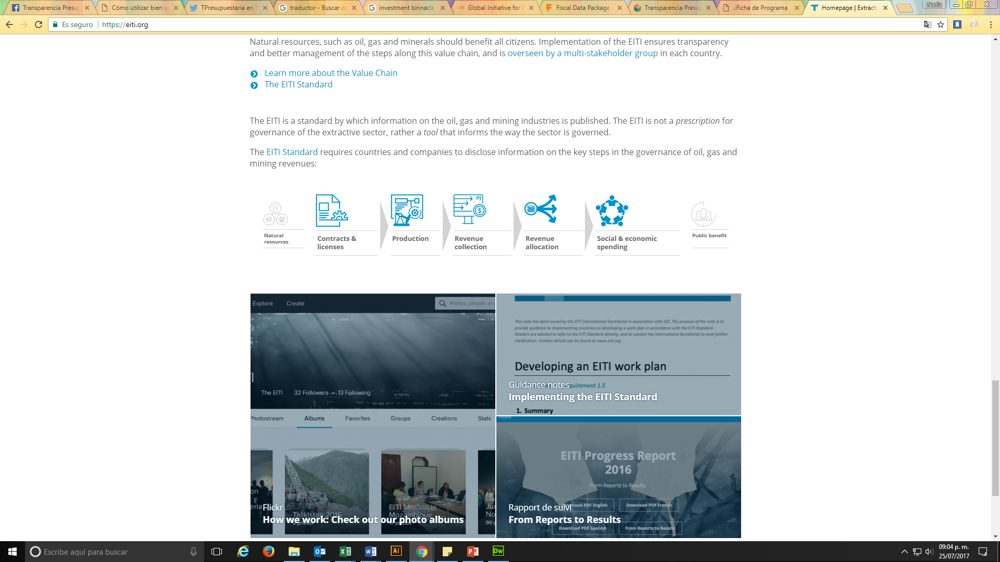 Transparencia Presup
Cómo utilizar bien u
TPresupuestaria en T
traductor - Buscar co
investment binnacle
Global Initiative for F
Fiscal Data Package
Transparencia Presup
.:Ficha de Programa
Homepage | Extracti
Nadia
Es seguro
https://eiti.org
Natural resources, such as oil, gas and minerals should benefit all citizens. Implementation of the EITI ensures transparency
and better management of the steps along this value chain, and is overseen by a multi-stakeholder group in each country.
Learn more about the Value Chain
The EITI Standard
The EITI is a standard by which information on the oil, gas and mining industries is published. The EITI is not a prescription for
governance of the extractive sector, rather a tool that informs the way the sector is governed.
The EITI Standard requires countries and companies to disclose information on the key steps in the governance of oil, gas and
mining revenues:
Natural
resources
Contracts &
licenses
Production
Revenue
collection
Revenue
allocation
Social & economic
spending
Public benefit
Explore Create
Photos, people, or
The EITI 32 Followers • 13 Following
Photostream Albums Favorites Groups Creations Stats
Tajikistan 2016
EITI Mission in
Mozambique
90 p
Flickr
How we work: Check out our photo albums
This note has been issued by the EITI International Secretariat in association with GIZ. The purpose of the note is to
provide guidance to implementing countries on developing a work plan in accordance with the EITI Standard.
Readers are advised to refer to the EITI Standard directly, and to contact the International Secretariat to seek further
clarification. Contact details can be found at www.eiti.org.
Developing an EITI work plan
quirement 1.5
Guidance notes
Implementing the EITI Standard
1. Summary
Home
EITI Progress Report
2016
From Reports to Results.
Download PDF English
Download PDF French
Rapport de suivi
From Reports to Results
Download PDF Spanish
From Reports to Results
Escribe aquí para buscar
Ai
Dw
09:04 p. m.
25/07/2017